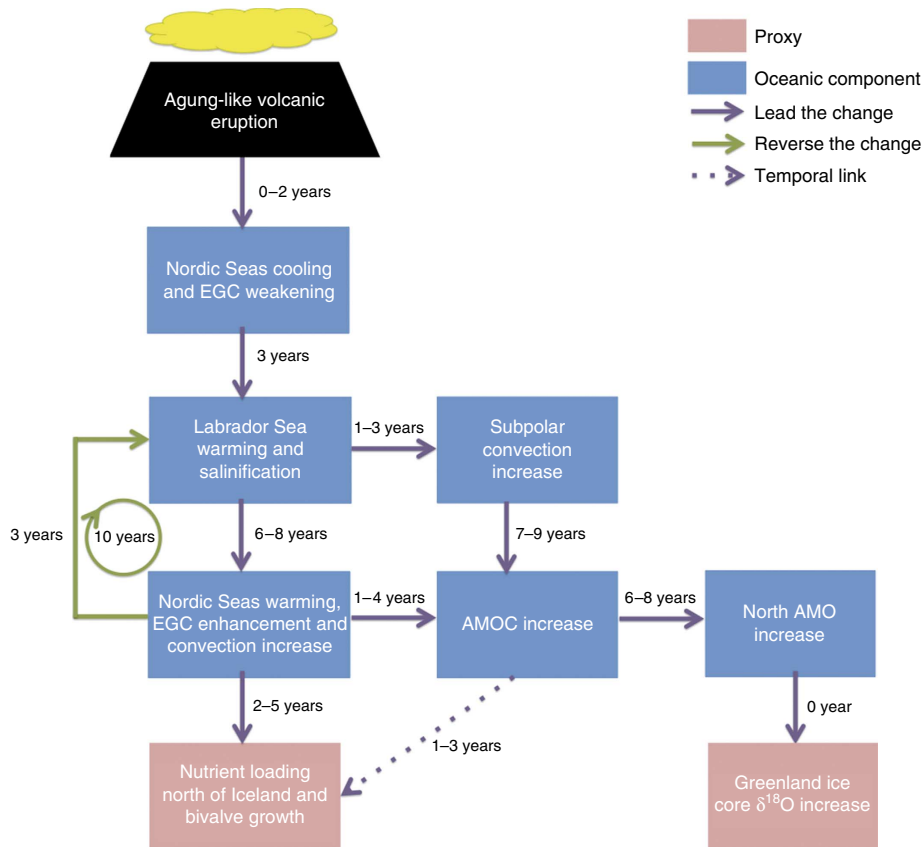 Agung-like volcanic
eruption
Proxy
Oceanic component
Lead the change
Reverse the change
Temporal link
0–2 years
Nordic Seas cooling
and EGC weakening
3 years
Labrador Sea
warming and
salinification
1–3 years
Subpolar
convection
increase
3 years
10 years
6–8 years
7–9 years
Nordic Seas warming,
EGC enhancement and
convection increase
1–4 years
AMOC increase
6–8 years
North AMO
increase
2–5 years
1–3 years
0 year
Nutrient loading
north of Iceland and
bivalve growth
Greenland ice
core δ¹⁸O increase